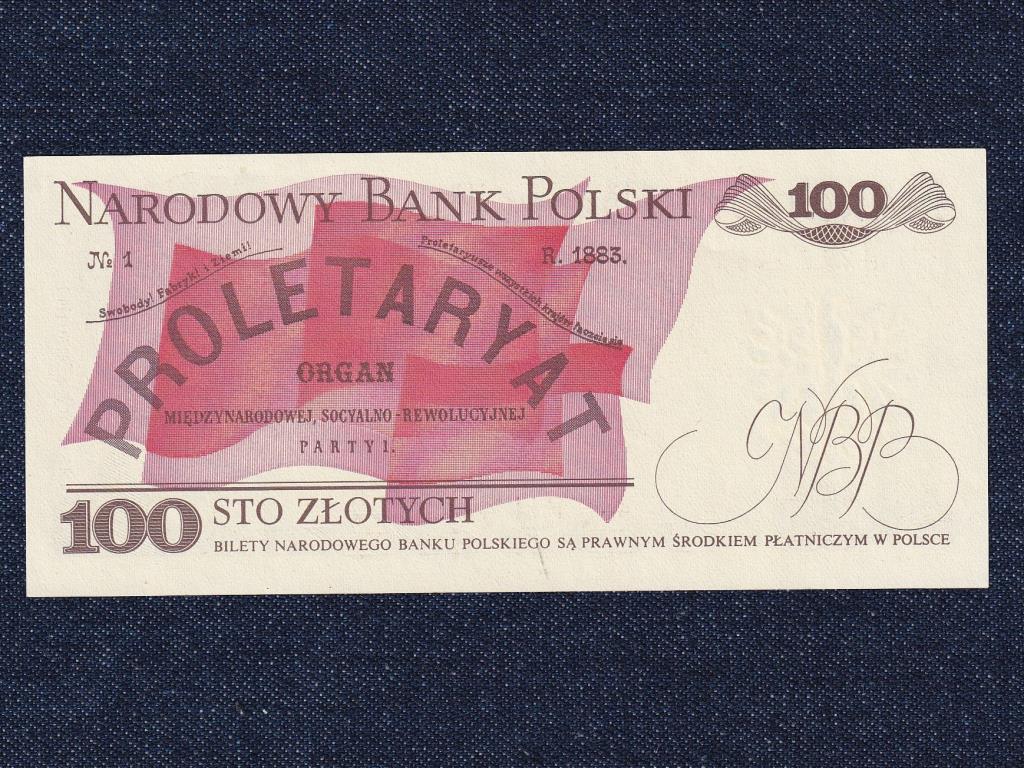 NARODOWY BANK POLSKI 100
№ 1 R. 1883.
Swobody! Fabryk! i Ziemi! Proletaryusze wszystkich krajów łączcie się
PROLETARYAT
ORGAN
MIĘDZYNARODOWEJ, SOCYALNO-REWOLUCYJNEJ
PARTYI.
NBP
100 STO ZŁOTYCH
BILETY NARODOWEGO BANKU POLSKIEGO SĄ PRAWNYM ŚRODKIEM PŁATNICZYM W POLSCE